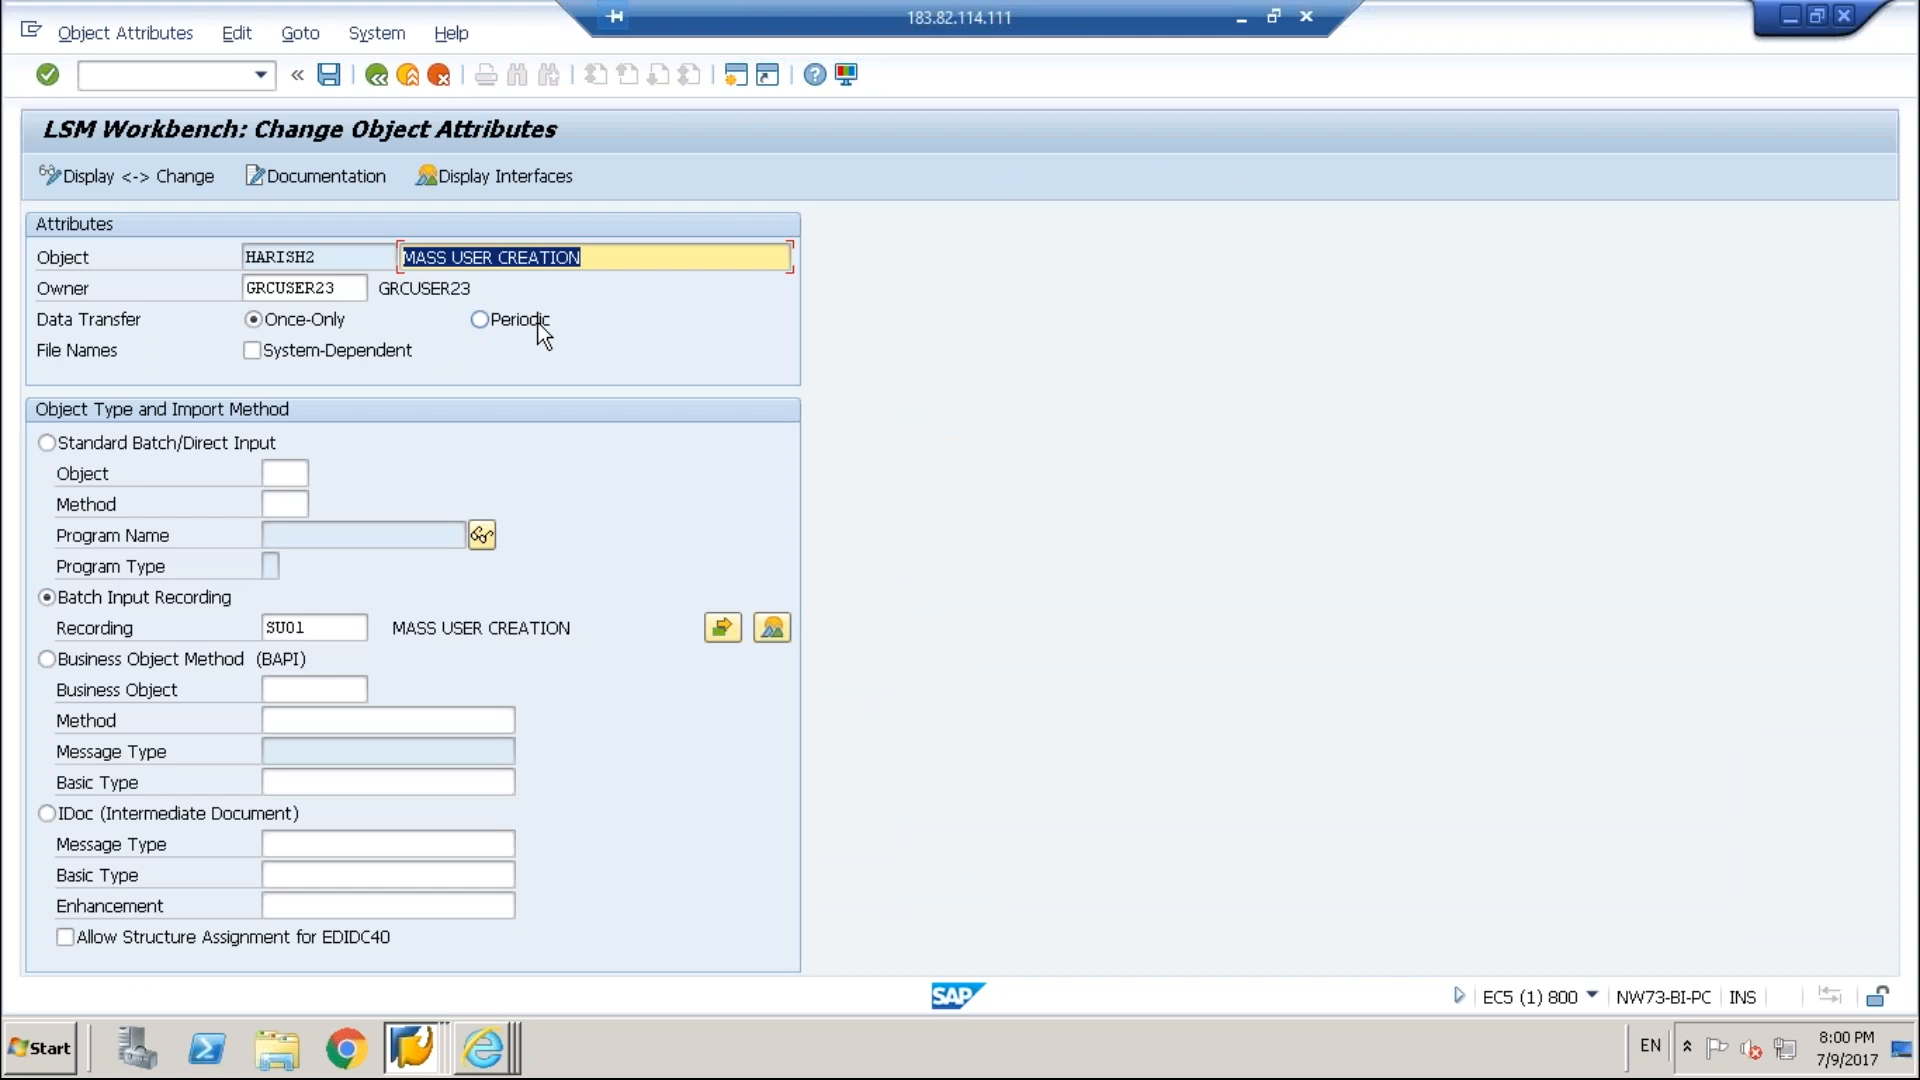 183.82.114.111
Object Attributes Edit Goto System Help
LSM Workbench: Change Object Attributes
Display <-> Change Documentation Display Interfaces
Attributes
Object HARISH2 MASS USER CREATION
Owner GRCUSER23 GRCUSER23
Data Transfer Once-Only Periodic
File Names System-Dependent
Object Type and Import Method
Standard Batch/Direct Input
Object
Method
Program Name
Program Type
Batch Input Recording
Recording SU01 MASS USER CREATION
Business Object Method (BAPI)
Business Object
Method
Message Type
Basic Type
IDoc (Intermediate Document)
Message Type
Basic Type
Enhancement
Allow Structure Assignment for EDIDC40
SAP EC5 (1) 800 NW73-BI-PC INS
Start EN 8:00 PM
7/9/2017